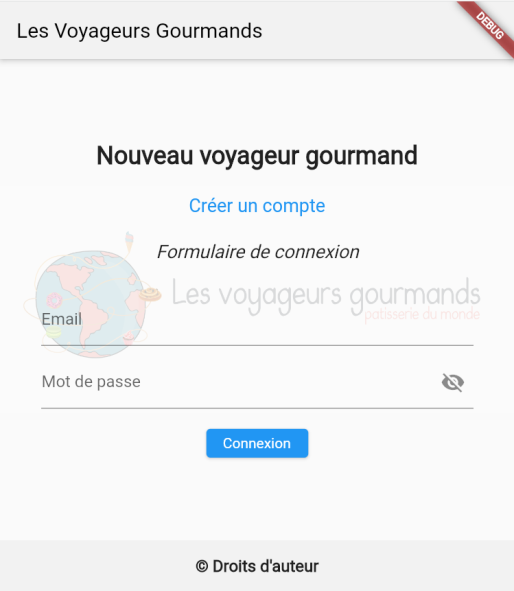 Les Voyageurs Gourmands
DEBUG
Nouveau voyageur gourmand
Créer un compte
Formulaire de connexion
Les voyageurs gourmands
patisserie du monde
Email
Mot de passe
Connexion
© Droits d'auteur